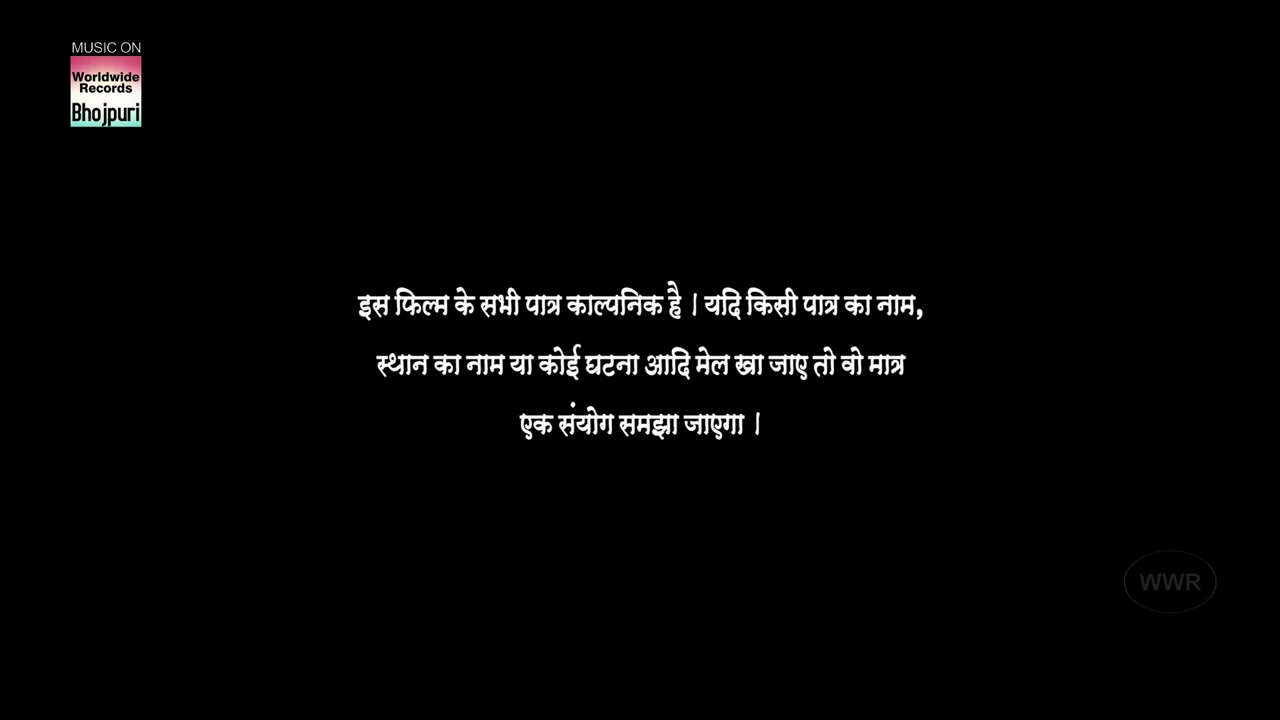 MUSIC ON
Worldwide
Records
Bhojpuri
इस फिल्म के सभी पात्र काल्पनिक है । यदि किसी पात्र का नाम,
स्थान का नाम या कोई घटना आदि मेल खा जाए तो वो मात्र
एक संयोग समझा जाएगा ।
WWR